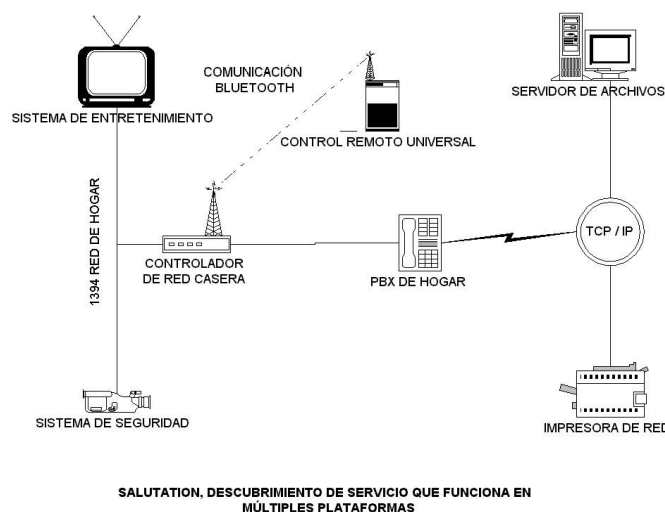 COMUNICACIÓN
BLUETOOTH
SISTEMA DE ENTRETENIMIENTO
CONTROL REMOTO UNIVERSAL
SERVIDOR DE ARCHIVOS
1394 RED DE HOGAR
CONTROLADOR
DE RED CASERA
PBX DE HOGAR
TCP / IP
SISTEMA DE SEGURIDAD
IMPRESORA DE RED
SALUTATION, DESCUBRIMIENTO DE SERVICIO QUE FUNCIONA EN
MÚLTIPLES PLATAFORMAS